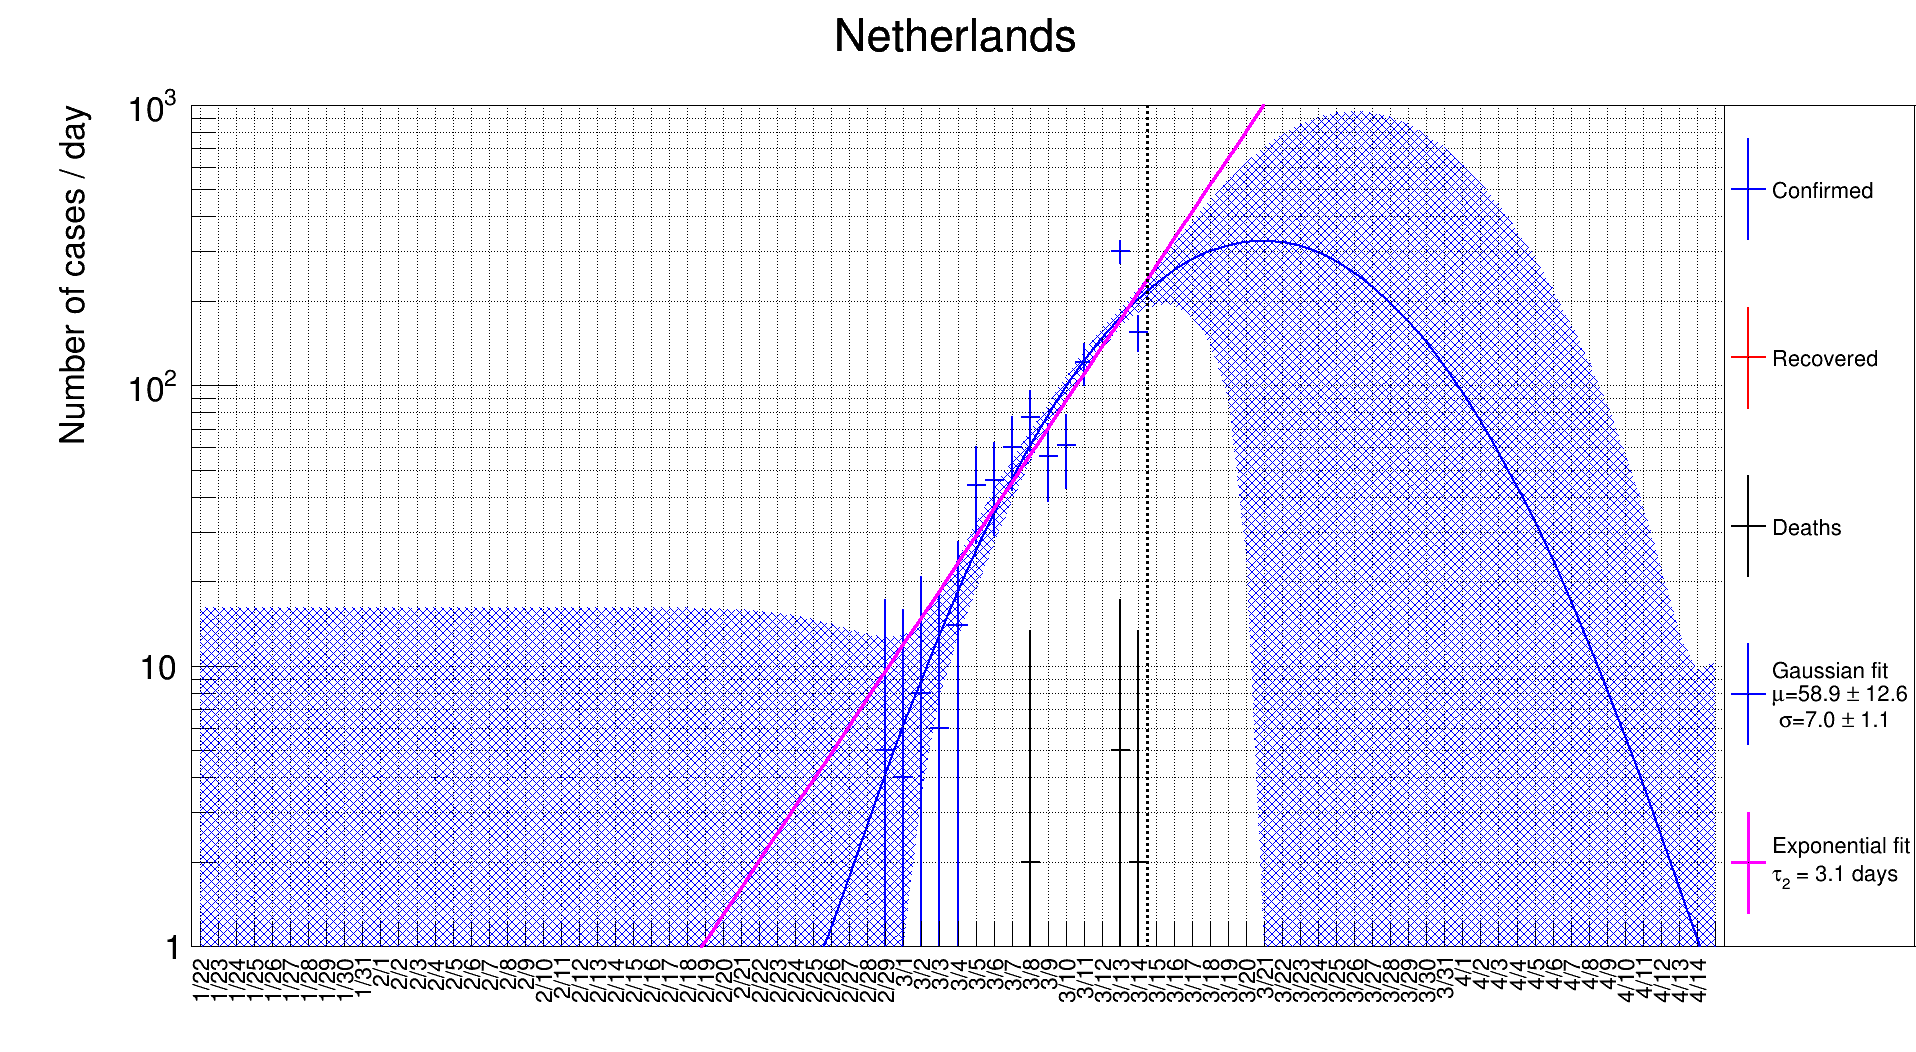 Netherlands
Number of cases / day
10³
10²
10
1
1/22 1/23 1/24 1/25 1/26 1/27 1/28 1/29 1/30 1/31 2/1 2/2 2/3 2/4 2/5 2/6 2/7 2/8 2/9 2/10 2/11 2/12 2/13 2/14 2/15 2/16 2/17 2/18 2/19 2/20 2/21 2/22 2/23 2/24 2/25 2/26 2/27 2/28 2/29 3/1 3/2 3/3 3/4 3/5 3/6 3/7 3/8 3/9 3/10 3/11 3/12 3/13 3/14 3/15 3/16 3/17 3/18 3/19 3/20 3/21 3/22 3/23 3/24 3/25 3/26 3/27 3/28 3/29 3/30 3/31 4/1 4/2 4/3 4/4 4/5 4/6 4/7 4/8 4/9 4/10 4/11 4/12 4/13 4/14
Confirmed
Recovered
Deaths
Gaussian fit
μ=58.9 ± 12.6
σ=7.0 ± 1.1
Exponential fit
τ₂ = 3.1 days